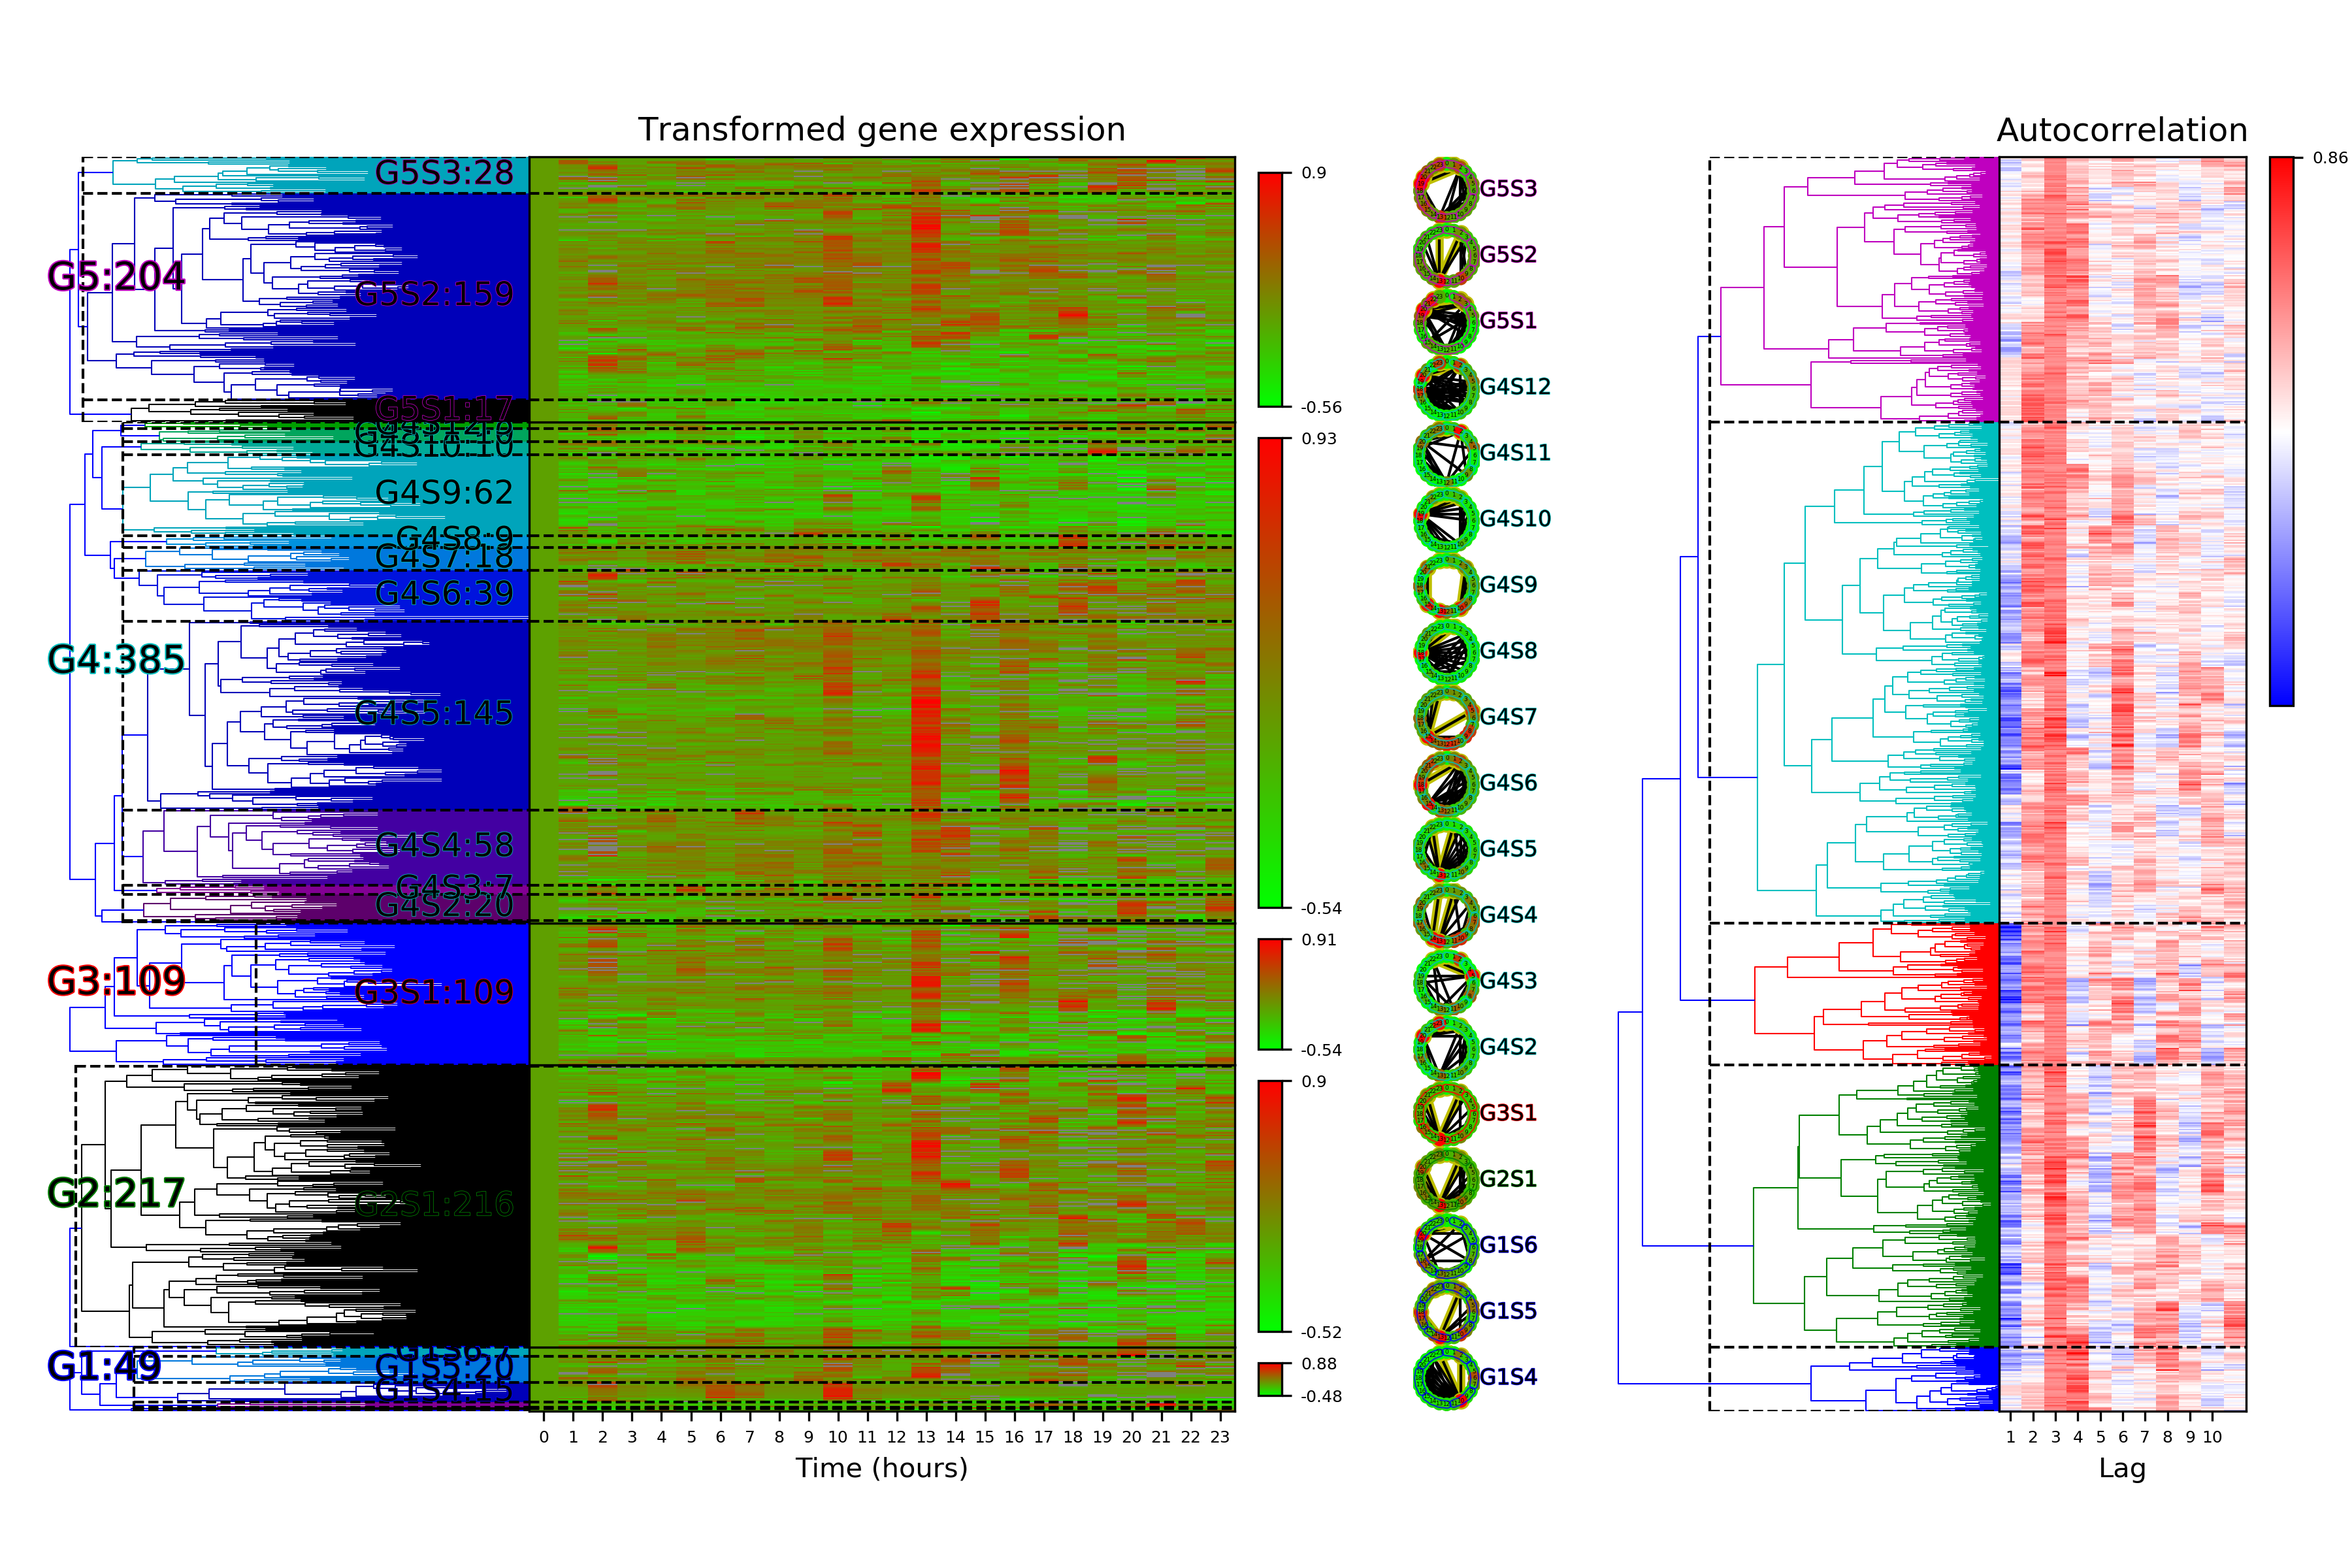 Transformed gene expression
Autocorrelation
G5S3:28
G5:204
G5S2:159
G5S1:17
G4S10:10
G4S9:62
G4S8:9
G4S7:18
G4S6:39
G4:385
G4S5:145
G4S4:58
G4S3:7
G4S2:20
G3:109
G3S1:109
G2:217
G2S1:216
G1:49
G1S5:20
G1S4:15
0.9
-0.56
0.93
-0.54
0.91
-0.54
0.9
-0.52
0.88
-0.48
G5S3
G5S2
G5S1
G4S12
G4S11
G4S10
G4S9
G4S8
G4S7
G4S6
G4S5
G4S4
G4S3
G4S2
G3S1
G2S1
G1S6
G1S5
G1S4
0.86
0 1 2 3 4 5 6 7 8 9 10 11 12 13 14 15 16 17 18 19 20 21 22 23
Time (hours)
1 2 3 4 5 6 7 8 9 10
Lag